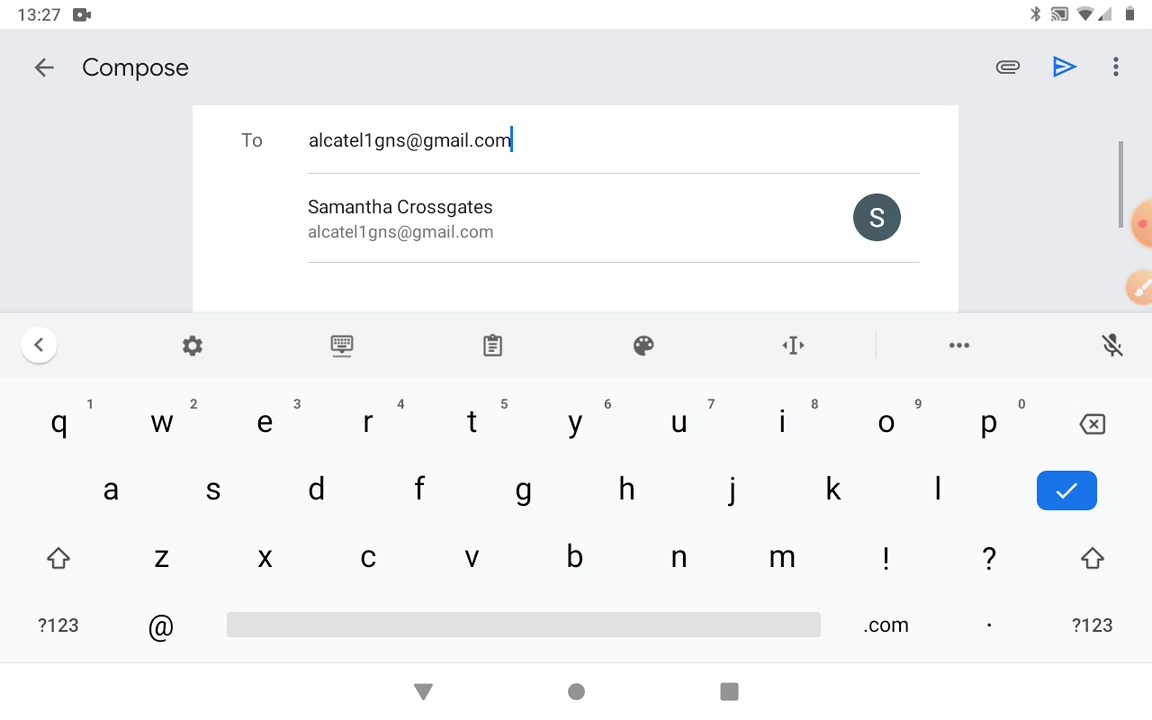 13:27
Compose
To alcatel1gns@gmail.com
Samantha Crossgates
alcatel1gns@gmail.com
S
1 2 3 4 5 6 7 8 9 0
q w e r t y u i o p
a s d f g h j k l
z x c v b n m ! ?
?123 @ .com . ?123